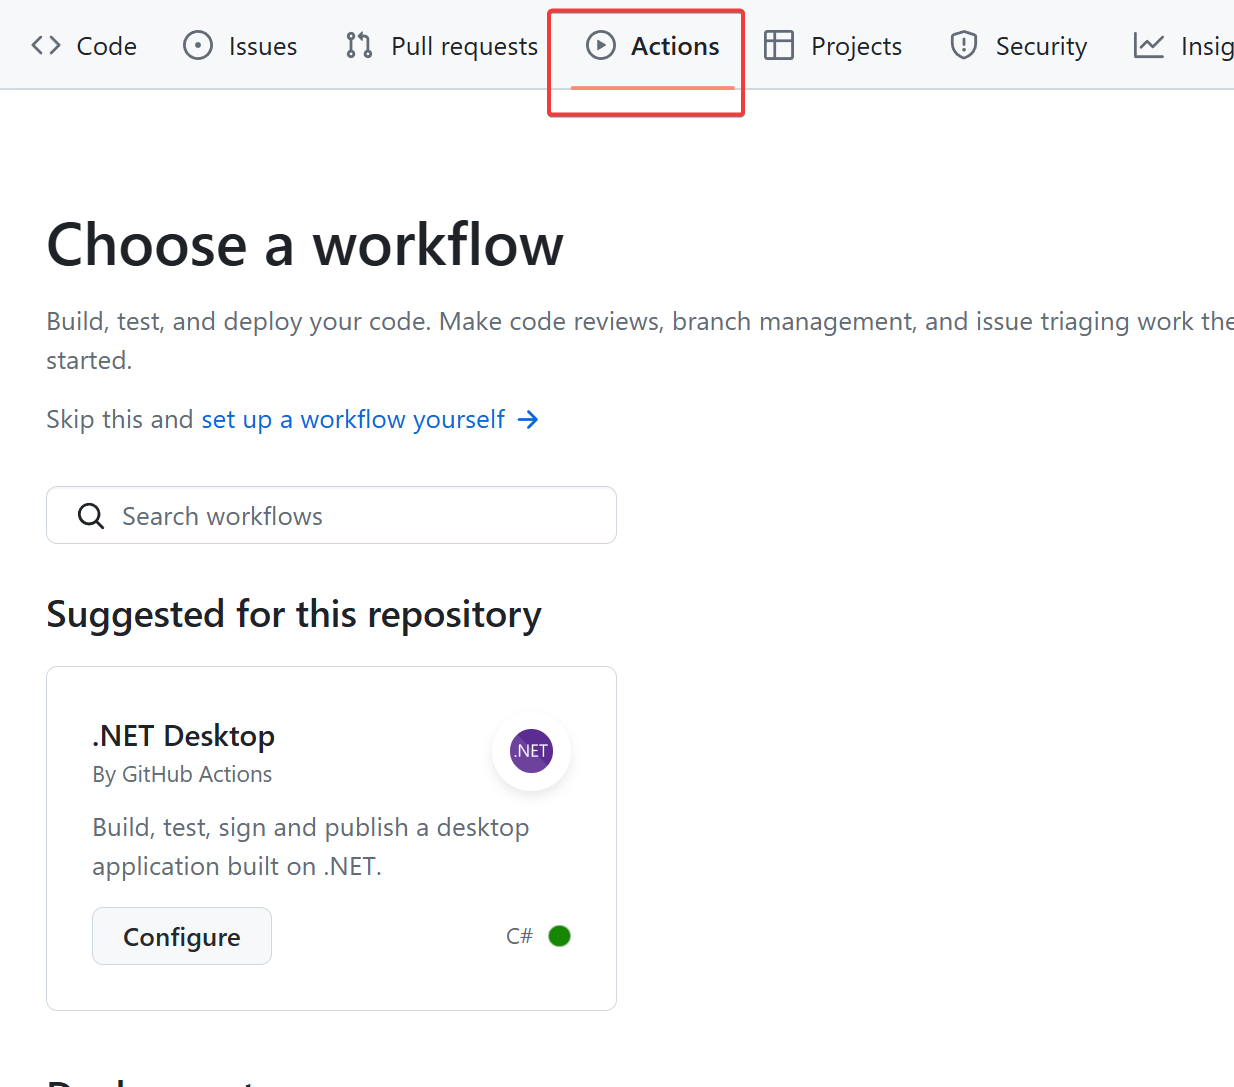 Code Issues Pull requests Actions Projects Security Insig
Choose a workflow
Build, test, and deploy your code. Make code reviews, branch management, and issue triaging work the
started.
Skip this and set up a workflow yourself →
Search workflows
Suggested for this repository
.NET Desktop
By GitHub Actions
.NET
Build, test, sign and publish a desktop
application built on .NET.
Configure C#